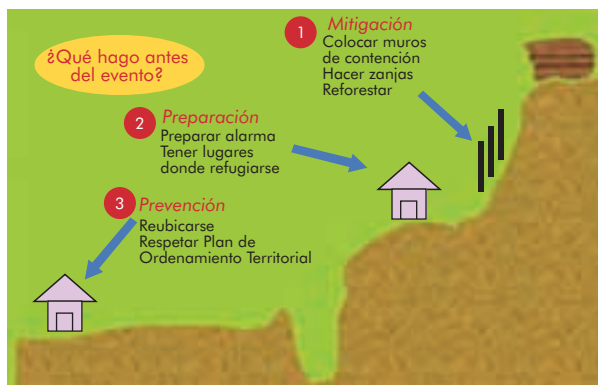 ¿Qué hago antes
del evento?
1
Mitigación
Colocar muros
de contención
Hacer zanjas
Reforestar
2
Preparación
Preparar alarma
Tener lugares
donde refugiarse
3
Prevención
Reubicarse
Respetar Plan de
Ordenamiento Territorial